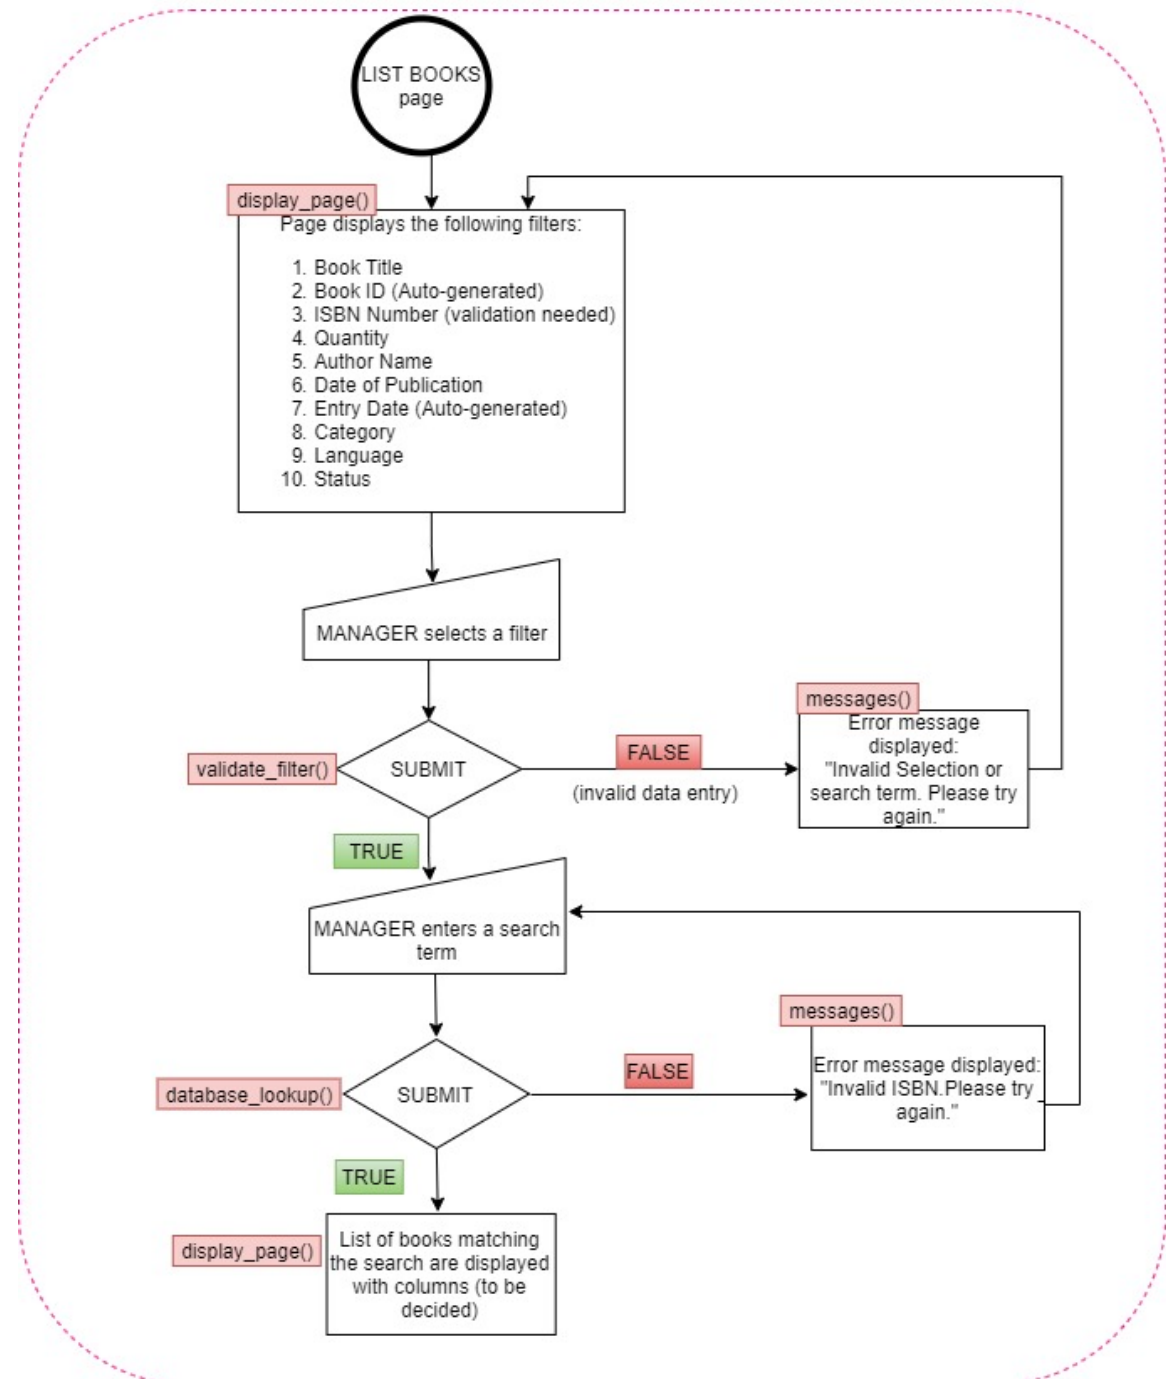 LIST BOOKS
page
display_page()
Page displays the following filters:
1. Book Title
2. Book ID (Auto-generated)
3. ISBN Number (validation needed)
4. Quantity
5. Author Name
6. Date of Publication
7. Entry Date (Auto-generated)
8. Category
9. Language
10. Status
MANAGER selects a filter
validate_filter()
SUBMIT
FALSE
(invalid data entry)
messages()
Error message
displayed:
"Invalid Selection or
search term. Please try
again."
TRUE
MANAGER enters a search
term
database_lookup()
SUBMIT
FALSE
messages()
Error message displayed:
"Invalid ISBN.Please try
again."
TRUE
display_page()
List of books matching
the search are displayed
with columns (to be
decided)